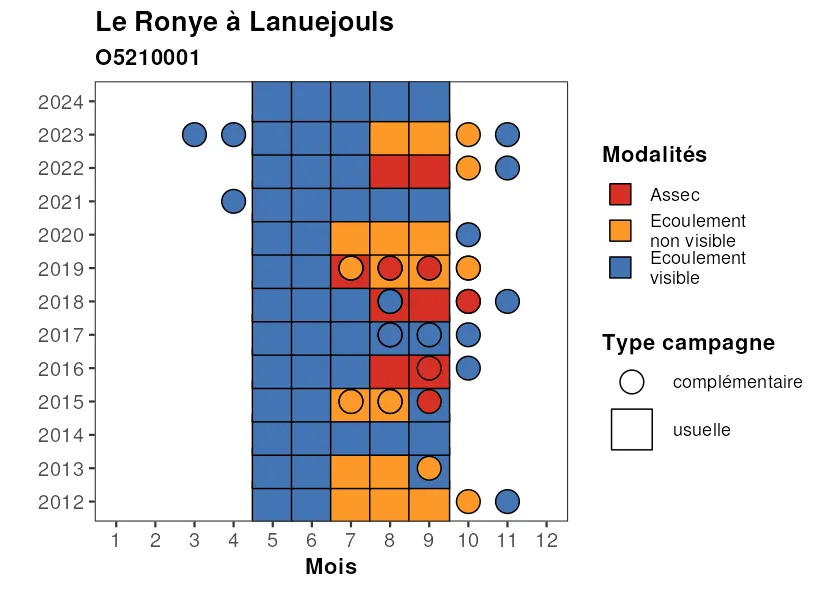 Le Ronye à Lanuejouls
O5210001
2024
2023
2022
2021
2020
2019
2018
2017
2016
2015
2014
2013
2012
1 2 3 4 5 6 7 8 9 10 11 12
Mois
Modalités
Assec
Ecoulement
non visible
Ecoulement
visible
Type campagne
complémentaire
usuelle